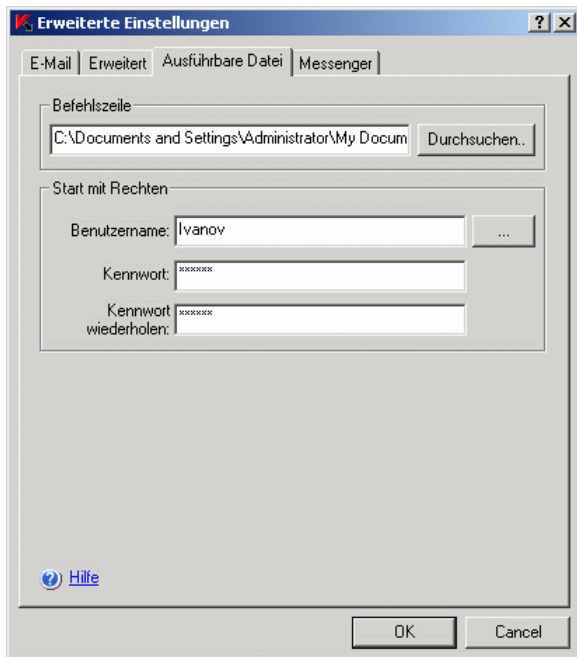 Erweiterte Einstellungen
E-Mail Erweitert Ausführbare Datei Messenger
Befehlszeile
C:\Documents and Settings\Administrator\My Docum Durchsuchen..
Start mit Rechten
Benutzername: Ivanov ...
Kennwort: ××××××
Kennwort
wiederholen: ××××××
Hilfe
OK Cancel